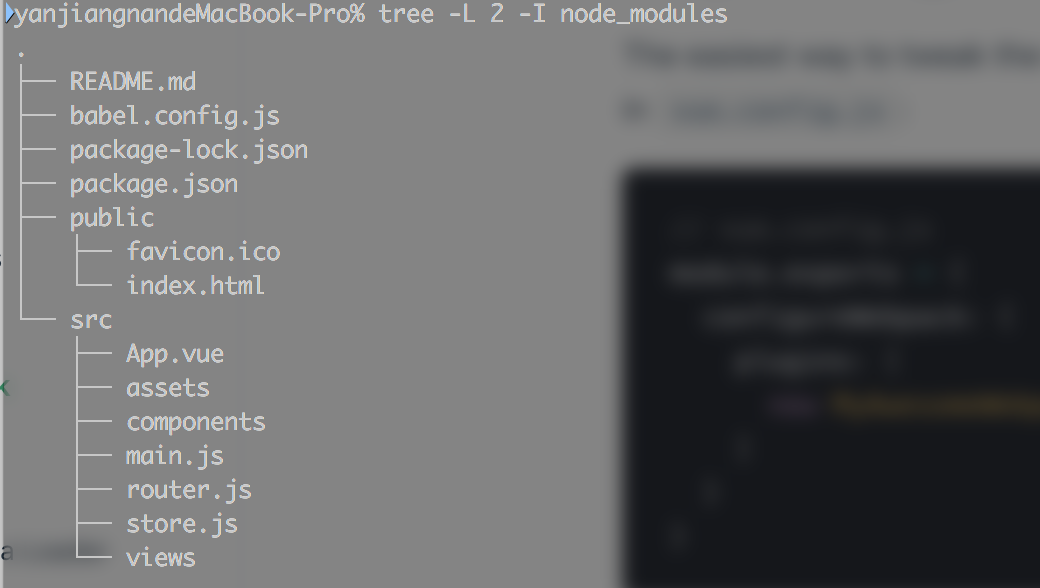 yanjiangnandeMacBook-Pro% tree -L 2 -I node_modules
.
├── README.md
├── babel.config.js
├── package-lock.json
├── package.json
├── public
│   ├── favicon.ico
│   └── index.html
└── src
    ├── App.vue
    ├── assets
    ├── components
    ├── main.js
    ├── router.js
    ├── store.js
    └── views